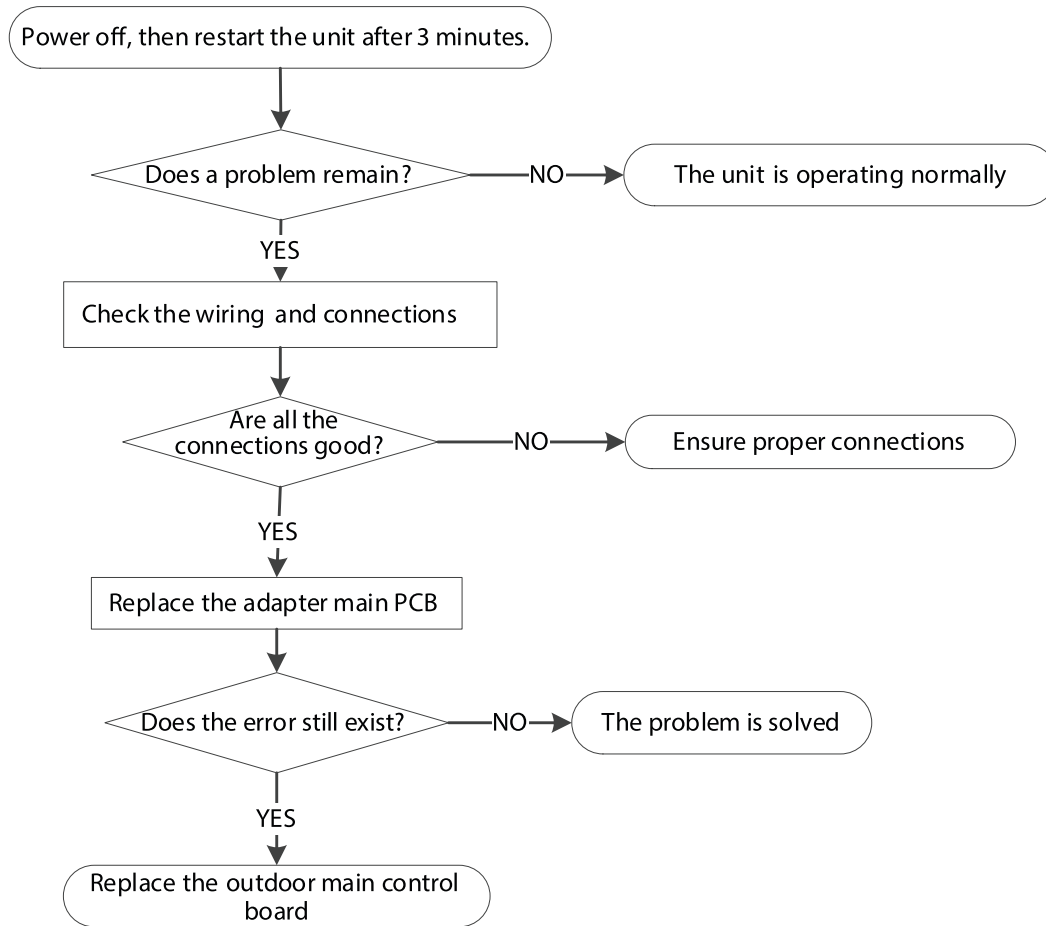 Power off, then restart the unit after 3 minutes.
Does a problem remain?
NO
The unit is operating normally
YES
Check the wiring and connections
Are all the
connections good?
NO
Ensure proper connections
YES
Replace the adapter main PCB
Does the error still exist?
NO
The problem is solved
YES
Replace the outdoor main control
board